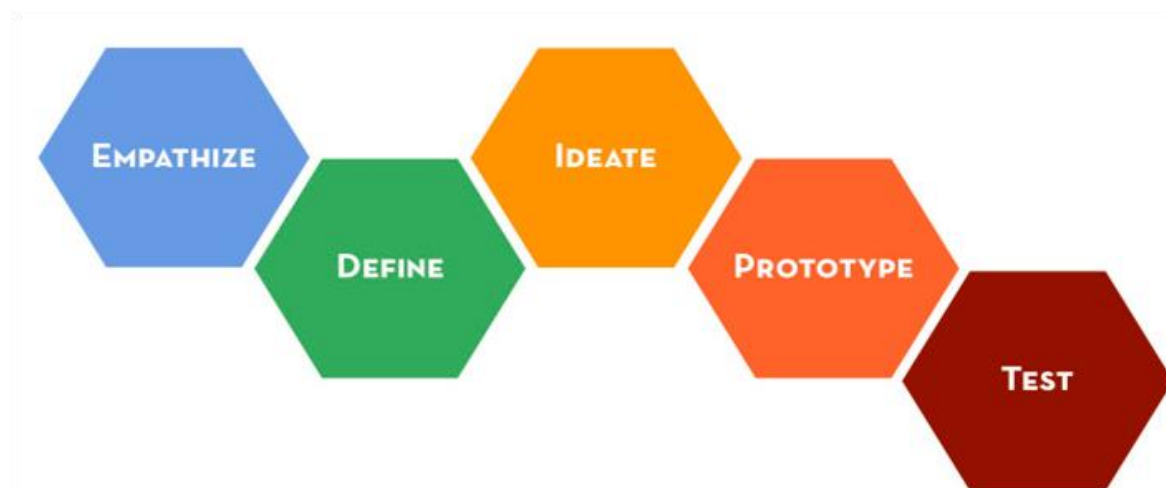 EMPATHIZE
DEFINE
IDEATE
PROTOTYPE
TEST